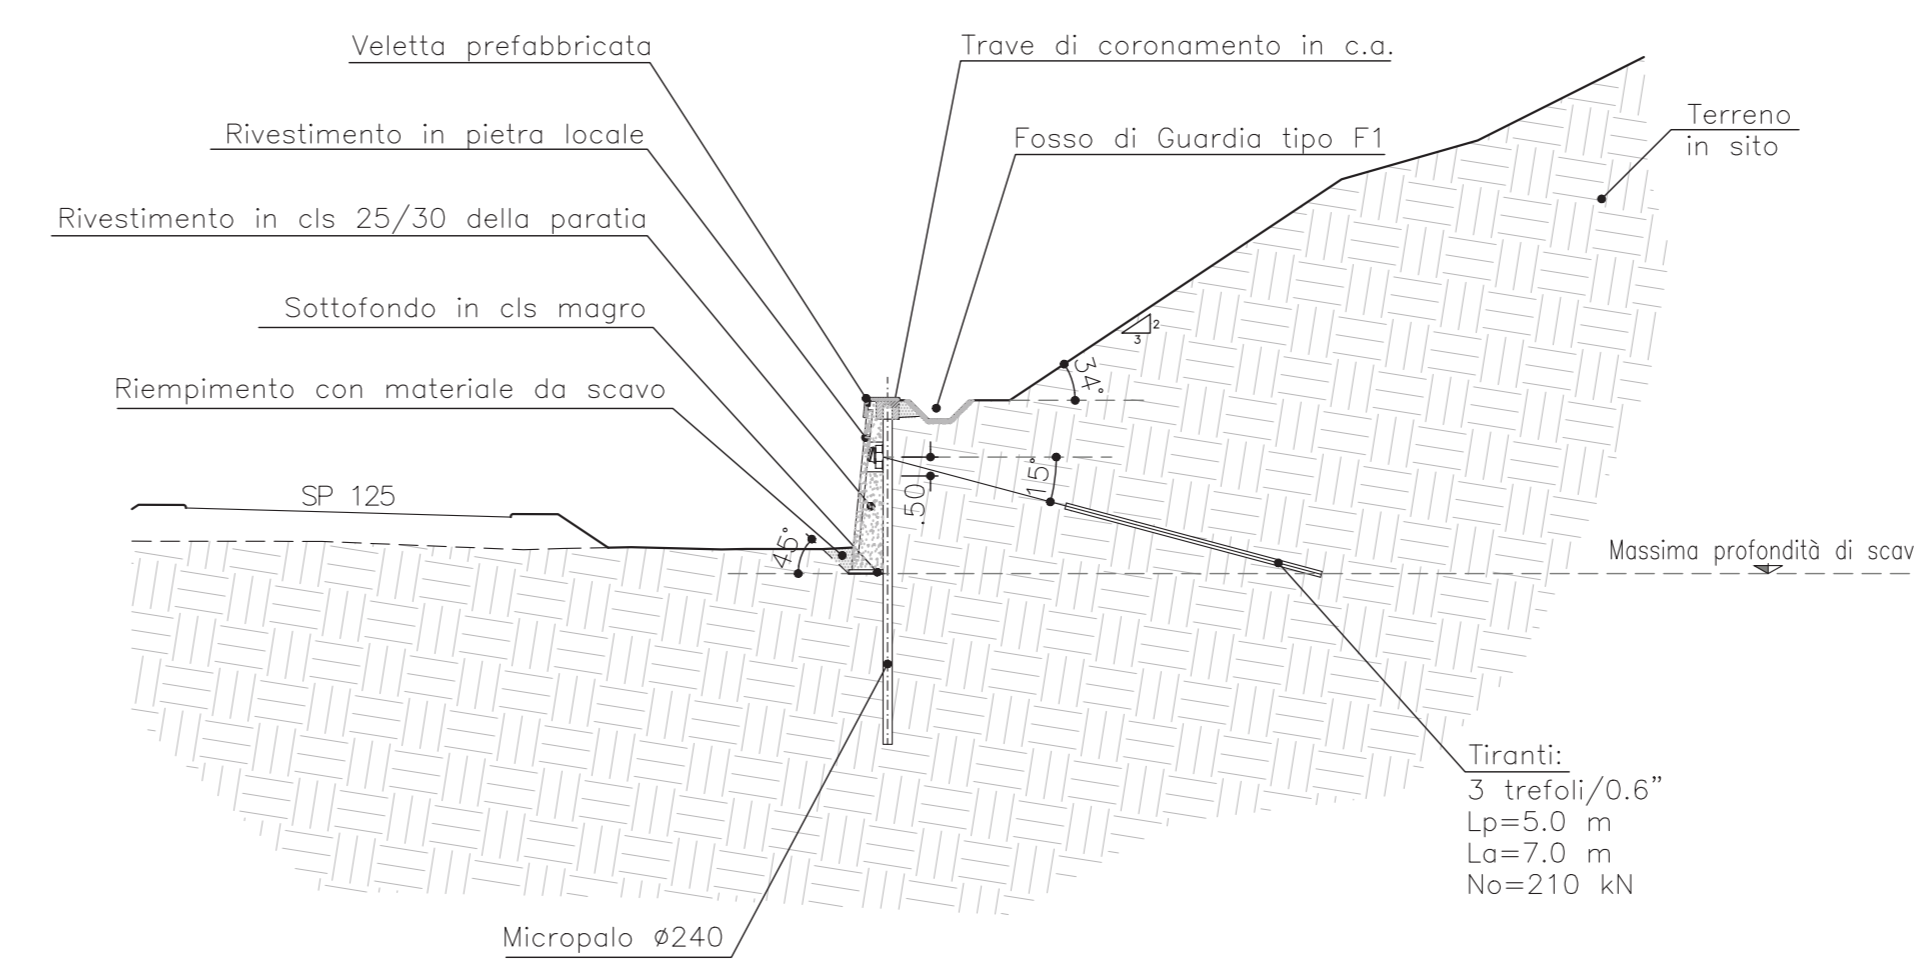 Veletta prefabbricata
Trave di coronamento in c.a.
Rivestimento in pietra locale
Fosso di Guardia tipo F1
Terreno
in sito
Rivestimento in cls 25/30 della paratia
Sottofondo in cls magro
2
3
34°
Riempimento con materiale da scavo
SP 125
15°
.50
45°
Massima profondità di scav
Tiranti:
3 trefoli/0.6”
Lp=5.0 m
La=7.0 m
No=210 kN
Micropalo ø240